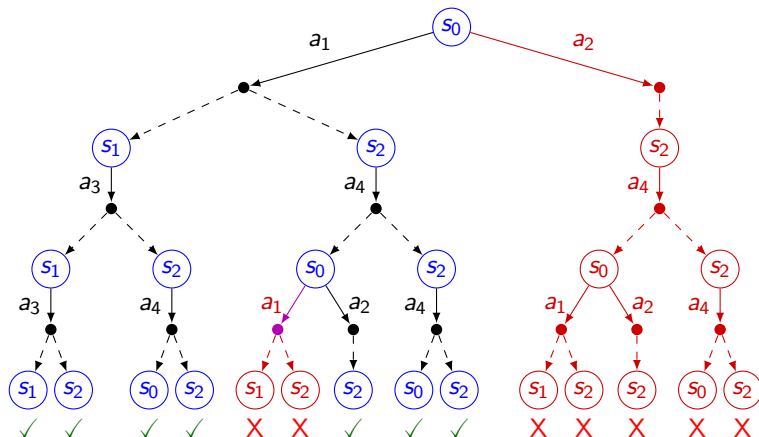 s0
a1 a2
s1 s2 s2
a3 a4 a4
s1 s2 s0 s2 s0 s2
a3 a4 a1 a2 a4 a1 a2 a4
s1 s2 s0 s2 s1 s2 s2 s0 s2 s1 s2 s2 s0 s2
✓ ✓ ✓ ✓ X X ✓ ✓ ✓ X X X X X